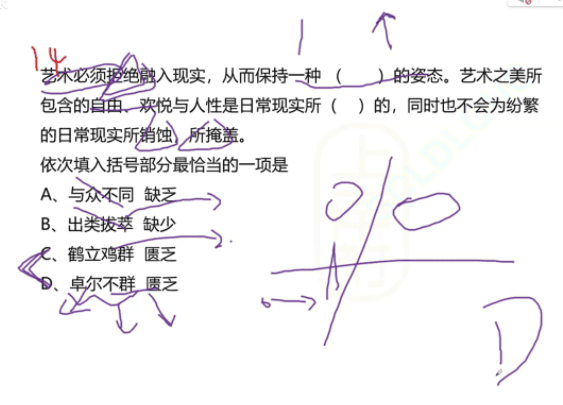 14
艺术必须拒绝融入现实，从而保持一种（ ）的姿态。艺术之美所
包含的自由、欢悦与人性是日常现实所（ ）的，同时也不会为纷繁
的日常现实所消蚀、所掩盖。
依次填入括号部分最恰当的一项是
A、与众不同 缺乏
B、出类拔萃 缺少
C、鹤立鸡群 匮乏
D、卓尔不群 匮乏
D